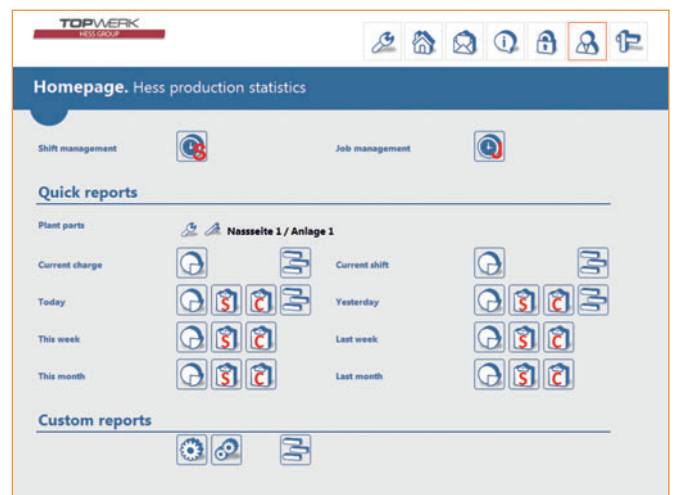 TOPWERK
HESS GROUP
Homepage. Hess production statistics
Shift management S Job management J
Quick reports
Plant parts Nassseite 1 / Anlage 1
Current charge Current shift
Today S C Yesterday S C
This week S C Last week S C
This month S C Last month S C
Custom reports